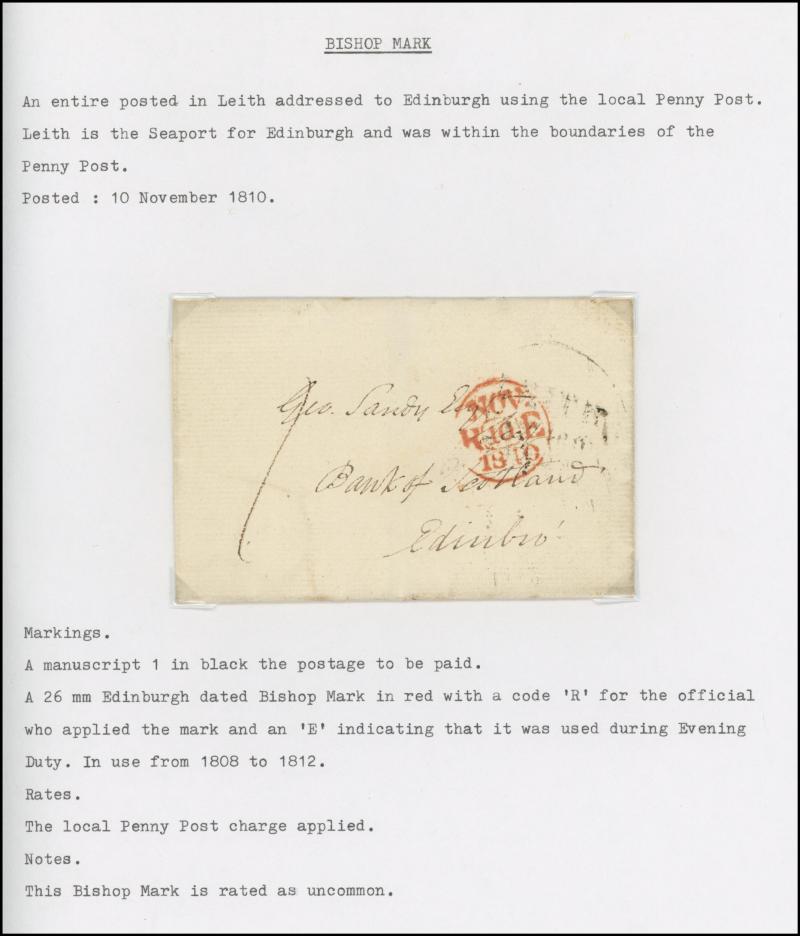 BISHOP MARK
An entire posted in Leith addressed to Edinburgh using the local Penny Post.
Leith is the Seaport for Edinburgh and was within the boundaries of the
Penny Post.
Posted : 10 November 1810.
Geo. Sandy Esqr
NOV
R 10 E
1810
1
Bank of Scotland
Edinbro'
Markings.
A manuscript 1 in black the postage to be paid.
A 26 mm Edinburgh dated Bishop Mark in red with a code 'R' for the official
who applied the mark and an 'E' indicating that it was used during Evening
Duty. In use from 1808 to 1812.
Rates.
The local Penny Post charge applied.
Notes.
This Bishop Mark is rated as uncommon.